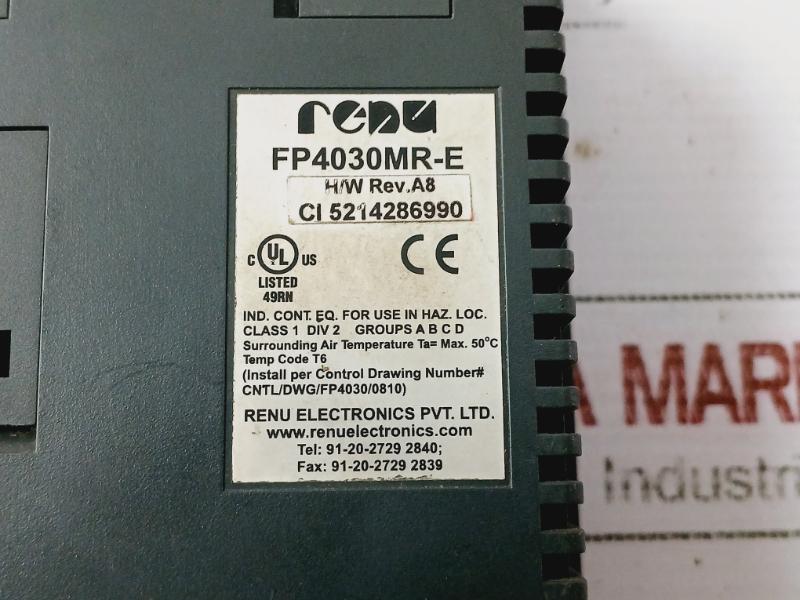 renu
FP4030MR-E
H/W Rev.A8
CI 5214286990
C UL US
LISTED
49RN
CE
IND. CONT. EQ. FOR USE IN HAZ. LOC.
CLASS 1 DIV 2 GROUPS A B C D
Surrounding Air Temperature Ta= Max. 50°C
Temp Code T6
(Install per Control Drawing Number#
CNTL/DWG/FP4030/0810)
RENU ELECTRONICS PVT. LTD.
www.renuelectronics.com
Tel: 91-20-2729 2840;
Fax: 91-20-2729 2839
A MARI
Industri